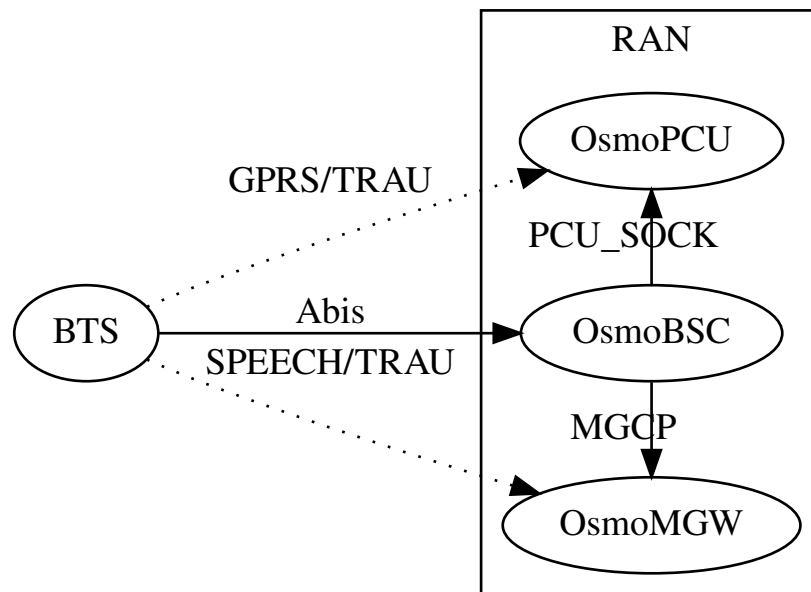 RAN
OsmoPCU
GPRS/TRAU
PCU_SOCK
Abis
BTS
OsmoBSC
SPEECH/TRAU
MGCP
OsmoMGW